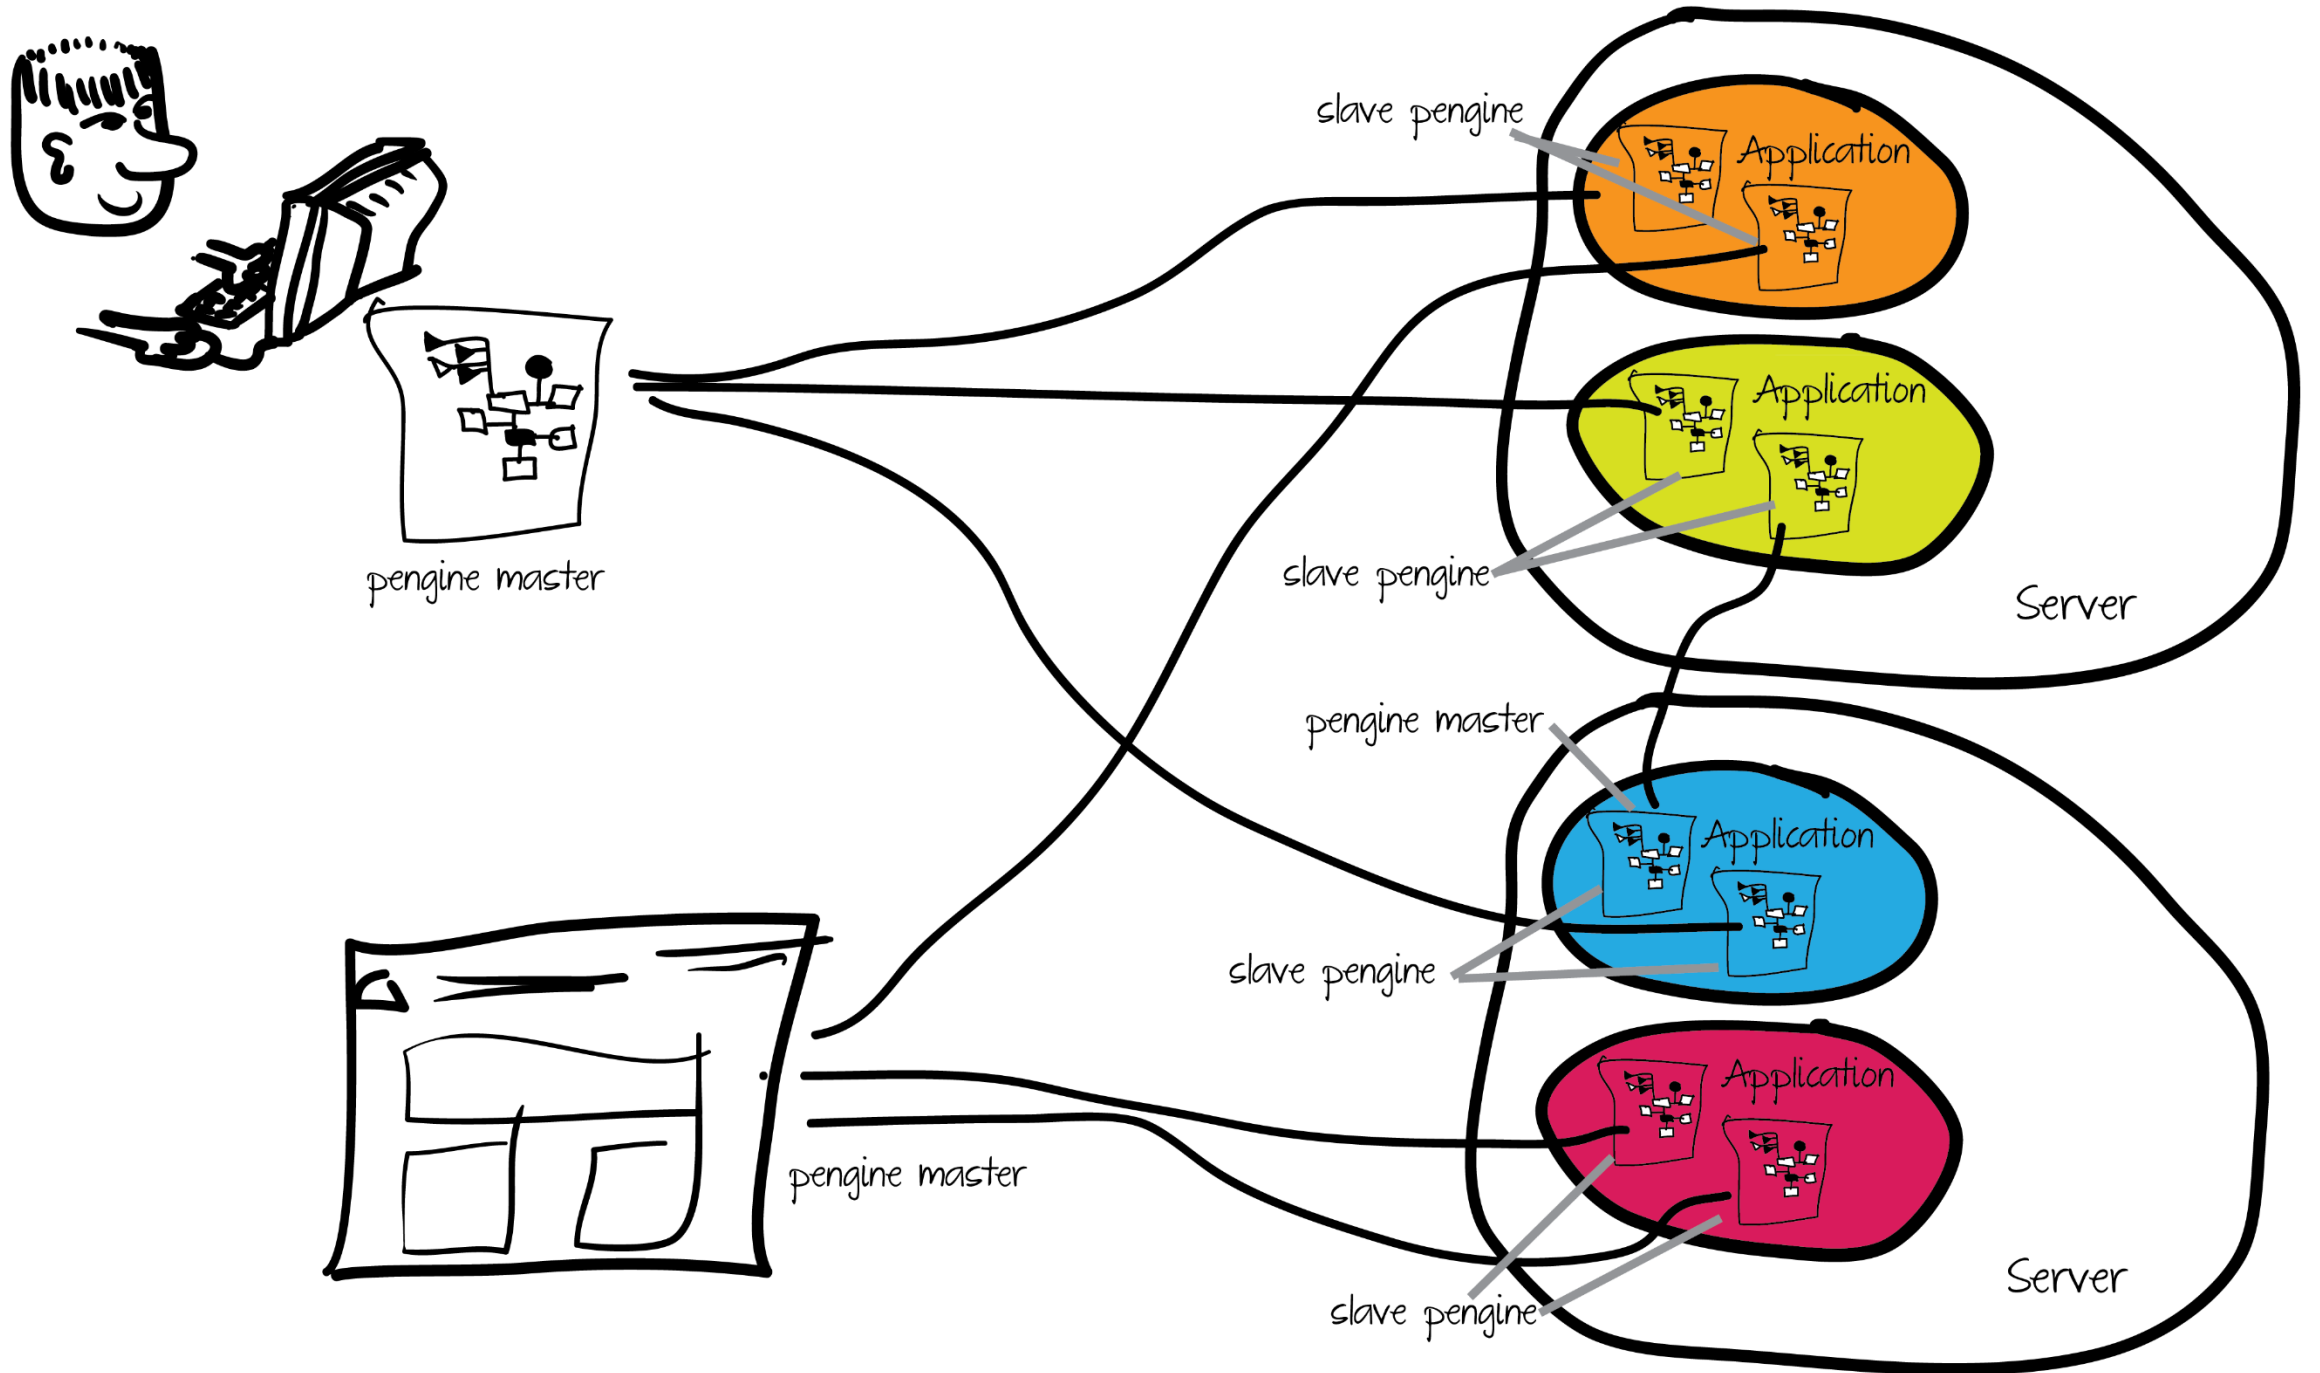 slave pengine
Application
Application
slave pengine
pengine master
Server
pengine master
Application
slave pengine
Application
pengine master
Server
slave pengine